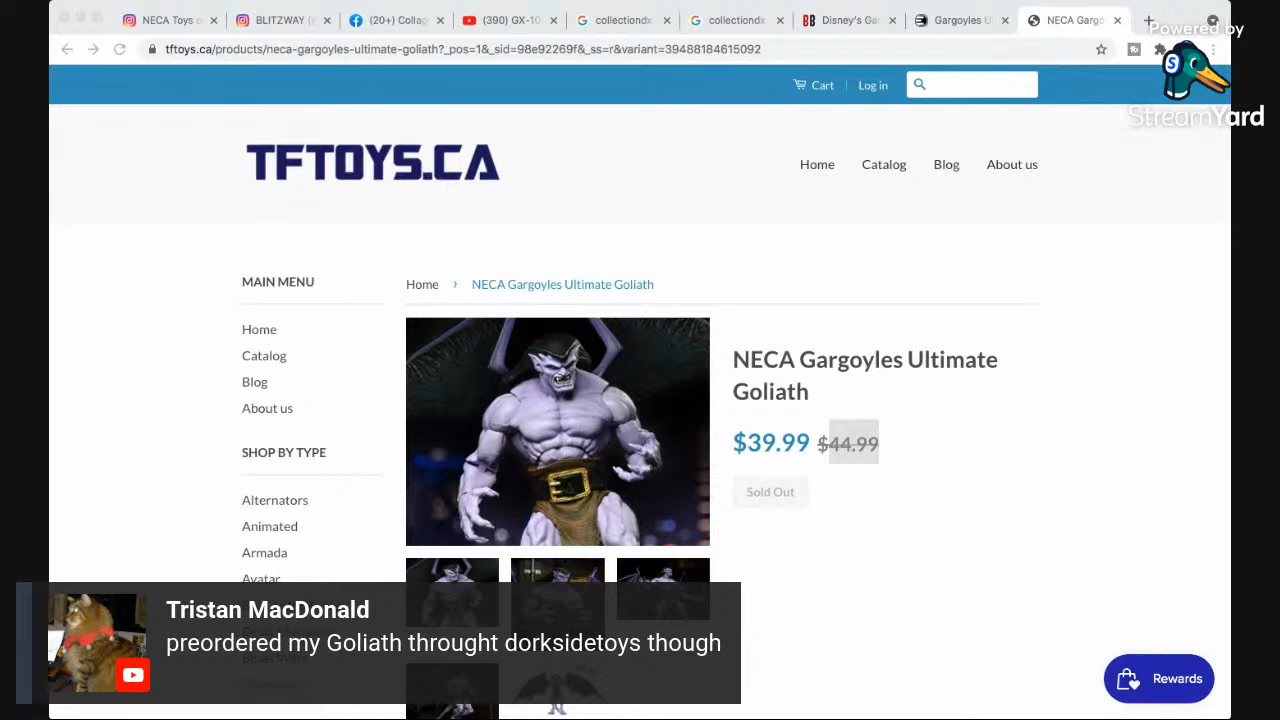 NECA Toys
BLITZWAY
(20+) Colla
(390) GX-10
collectiondx
collectiondx
Disney's Ga
Gargoyles U
NECA Gargo
Powered by
StreamYard
tftoys.ca/products/neca-gargoyles-ultimate-goliath?_pos=1&_sid=98e92269f&_ss=r&variant=39488184615092
Cart
Log in
TFTOYS.CA
Home
Catalog
Blog
About us
MAIN MENU
Home
Catalog
Blog
About us
SHOP BY TYPE
Alternators
Animated
Armada
Avatar
Home › NECA Gargoyles Ultimate Goliath
NECA Gargoyles Ultimate
Goliath
$39.99 $44.99
Sold Out
Tristan MacDonald
preordered my Goliath throught dorksidetoys though
Rewards